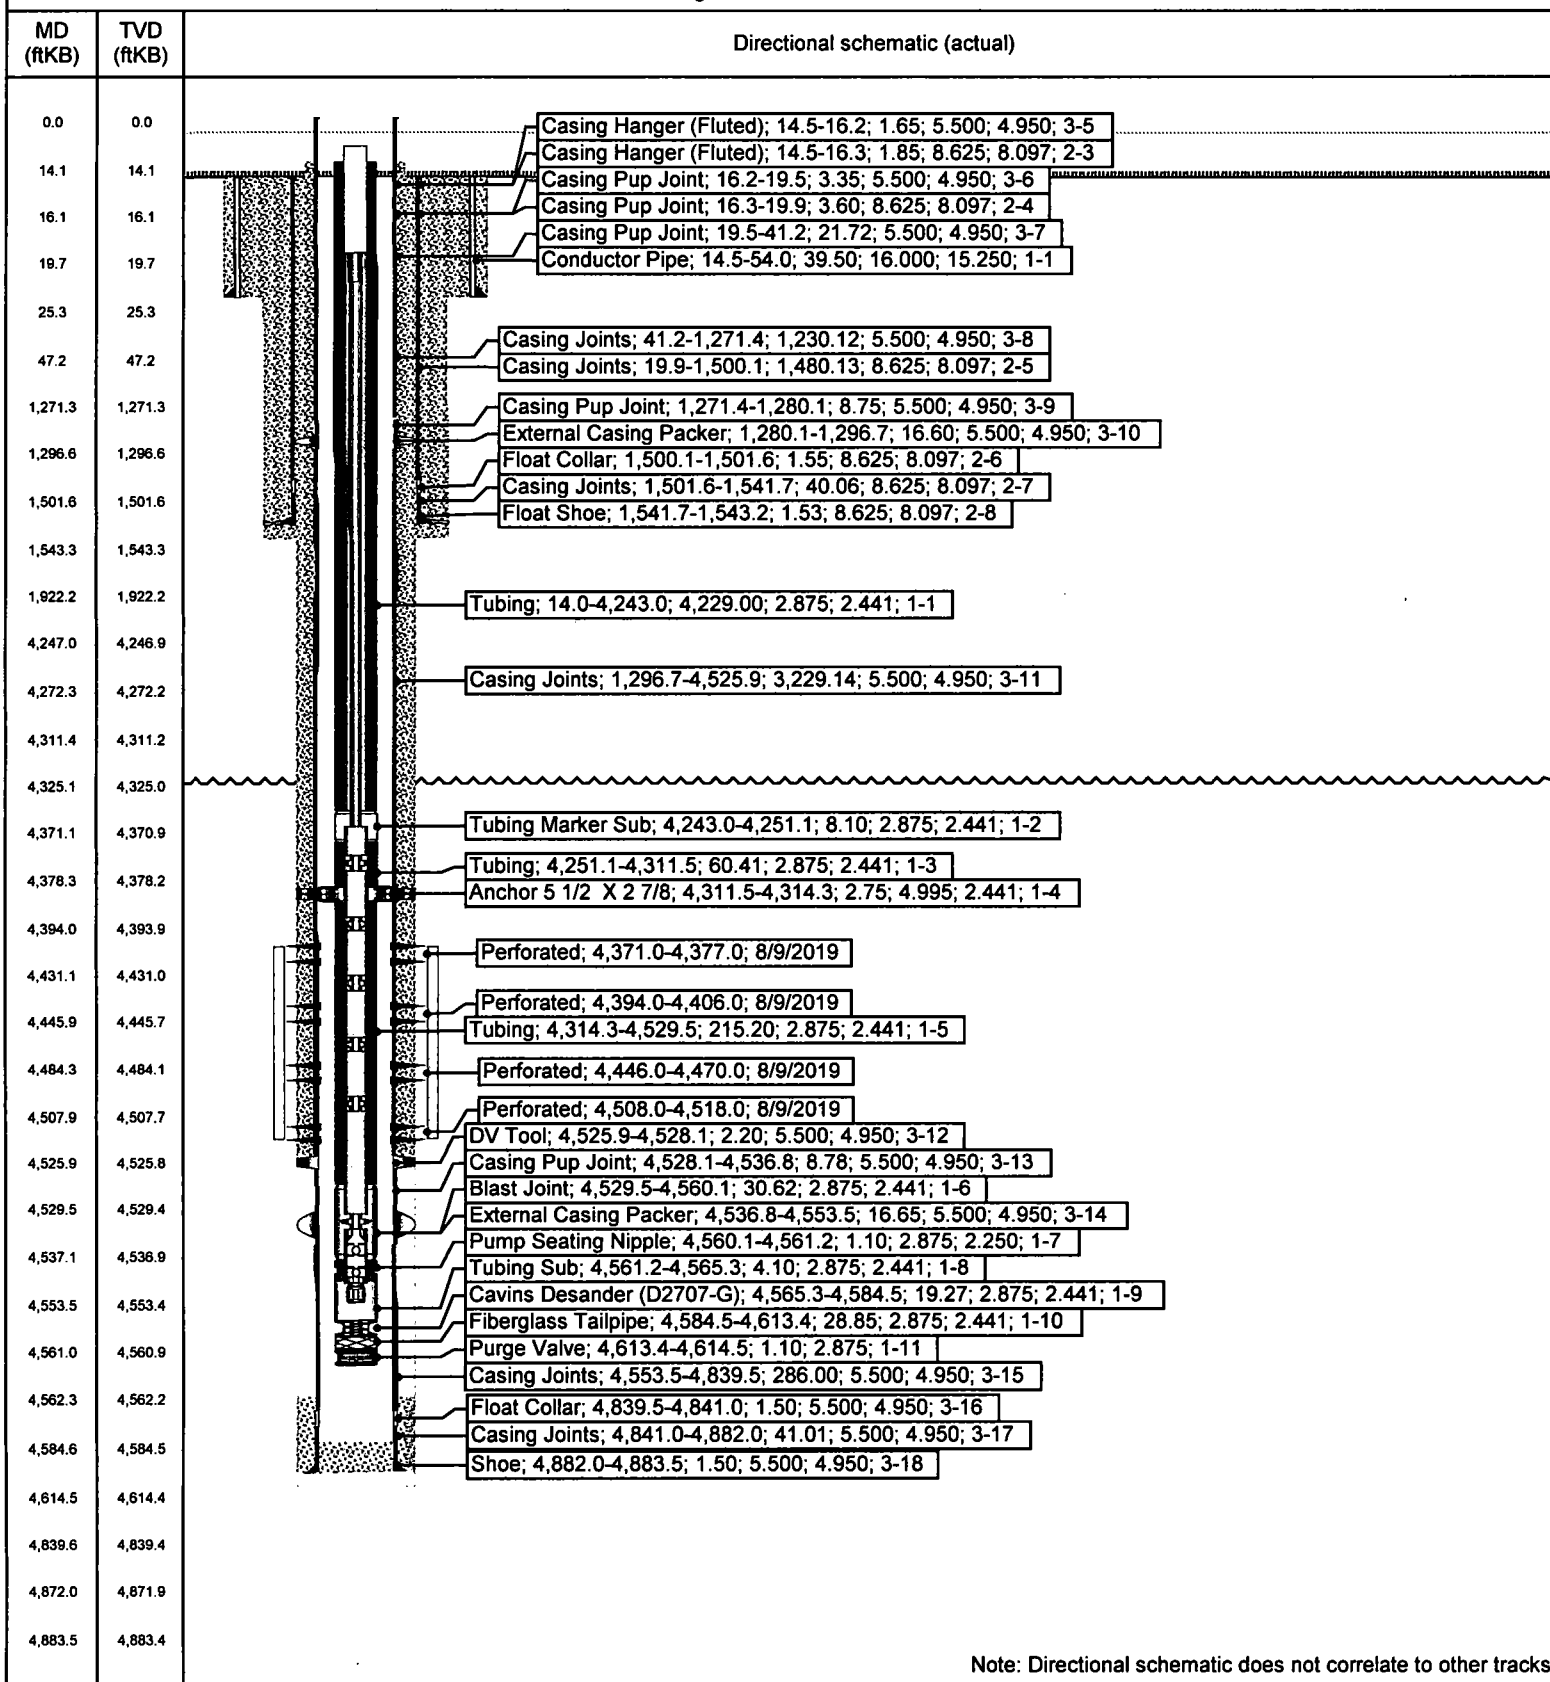 MD (ftKB)
TVD (ftKB)
Directional schematic (actual)
0.0 0.0
14.1 14.1
16.1 16.1
19.7 19.7
25.3 25.3
47.2 47.2
1,271.3 1,271.3
1,296.6 1,296.6
1,501.6 1,501.6
1,543.3 1,543.3
1,922.2 1,922.2
4,247.0 4,246.9
4,272.3 4,272.2
4,311.4 4,311.2
4,325.1 4,325.0
4,371.1 4,370.9
4,378.3 4,378.2
4,394.0 4,393.9
4,431.1 4,431.0
4,445.9 4,445.7
4,484.3 4,484.1
4,507.9 4,507.7
4,525.9 4,525.8
4,529.5 4,529.4
4,537.1 4,536.9
4,553.5 4,553.4
4,561.0 4,560.9
4,562.3 4,562.2
4,584.6 4,584.5
4,614.5 4,614.4
4,839.6 4,839.4
4,872.0 4,871.9
4,883.5 4,883.4
Casing Hanger (Fluted); 14.5-16.2; 1.65; 5.500; 4.950; 3-5
Casing Hanger (Fluted); 14.5-16.3; 1.85; 8.625; 8.097; 2-3
Casing Pup Joint; 16.2-19.5; 3.35; 5.500; 4.950; 3-6
Casing Pup Joint; 16.3-19.9; 3.60; 8.625; 8.097; 2-4
Casing Pup Joint; 19.5-41.2; 21.72; 5.500; 4.950; 3-7
Conductor Pipe; 14.5-54.0; 39.50; 16.000; 15.250; 1-1
Casing Joints; 41.2-1,271.4; 1,230.12; 5.500; 4.950; 3-8
Casing Joints; 19.9-1,500.1; 1,480.13; 8.625; 8.097; 2-5
Casing Pup Joint; 1,271.4-1,280.1; 8.75; 5.500; 4.950; 3-9
External Casing Packer; 1,280.1-1,296.7; 16.60; 5.500; 4.950; 3-10
Float Collar; 1,500.1-1,501.6; 1.55; 8.625; 8.097; 2-6
Casing Joints; 1,501.6-1,541.7; 40.06; 8.625; 8.097; 2-7
Float Shoe; 1,541.7-1,543.2; 1.53; 8.625; 8.097; 2-8
Tubing; 14.0-4,243.0; 4,229.00; 2.875; 2.441; 1-1
Casing Joints; 1,296.7-4,525.9; 3,229.14; 5.500; 4.950; 3-11
Tubing Marker Sub; 4,243.0-4,251.1; 8.10; 2.875; 2.441; 1-2
Tubing; 4,251.1-4,311.5; 60.41; 2.875; 2.441; 1-3
Anchor 5 1/2 X 2 7/8; 4,311.5-4,314.3; 2.75; 4.995; 2.441; 1-4
Perforated; 4,371.0-4,377.0; 8/9/2019
Perforated; 4,394.0-4,406.0; 8/9/2019
Tubing; 4,314.3-4,529.5; 215.20; 2.875; 2.441; 1-5
Perforated; 4,446.0-4,470.0; 8/9/2019
Perforated; 4,508.0-4,518.0; 8/9/2019
DV Tool; 4,525.9-4,528.1; 2.20; 5.500; 4.950; 3-12
Casing Pup Joint; 4,528.1-4,536.8; 8.78; 5.500; 4.950; 3-13
Blast Joint; 4,529.5-4,560.1; 30.62; 2.875; 2.441; 1-6
External Casing Packer; 4,536.8-4,553.5; 16.65; 5.500; 4.950; 3-14
Pump Seating Nipple; 4,560.1-4,561.2; 1.10; 2.875; 2.250; 1-7
Tubing Sub; 4,561.2-4,565.3; 4.10; 2.875; 2.441; 1-8
Cavins Desander (D2707-G); 4,565.3-4,584.5; 19.27; 2.875; 2.441; 1-9
Fiberglass Tailpipe; 4,584.5-4,613.4; 28.85; 2.875; 2.441; 1-10
Purge Valve; 4,613.4-4,614.5; 1.10; 2.875; 1-11
Casing Joints; 4,553.5-4,839.5; 286.00; 5.500; 4.950; 3-15
Float Collar; 4,839.5-4,841.0; 1.50; 5.500; 4.950; 3-16
Casing Joints; 4,841.0-4,882.0; 41.01; 5.500; 4.950; 3-17
Shoe; 4,882.0-4,883.5; 1.50; 5.500; 4.950; 3-18
Note: Directional schematic does not correlate to other tracks